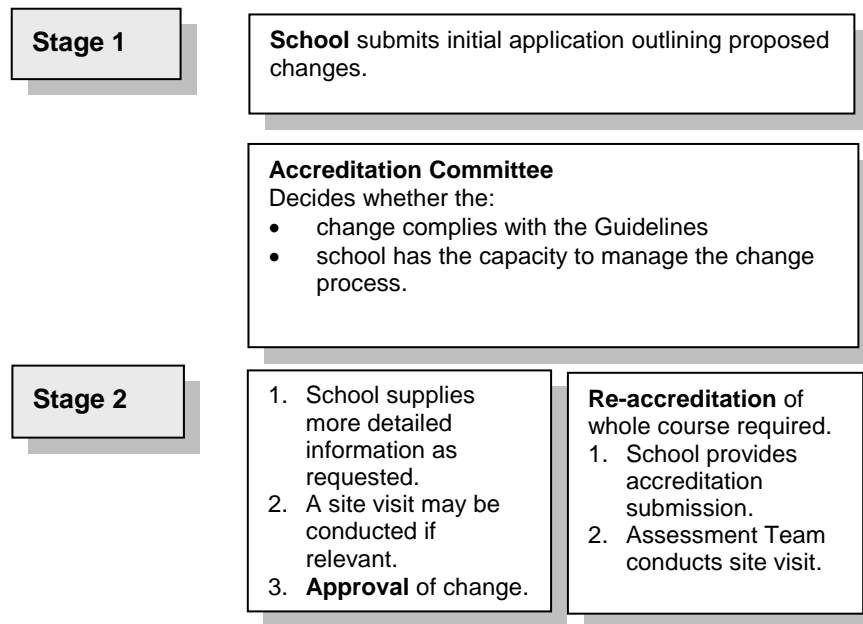 Stage 1
School submits initial application outlining proposed
changes.
Accreditation Committee
Decides whether the:
• change complies with the Guidelines
• school has the capacity to manage the change
process.
Stage 2
1. School supplies
more detailed
information as
requested.
2. A site visit may be
conducted if
relevant.
3. Approval of change.
Re-accreditation of
whole course required.
1. School provides
accreditation
submission.
2. Assessment Team
conducts site visit.